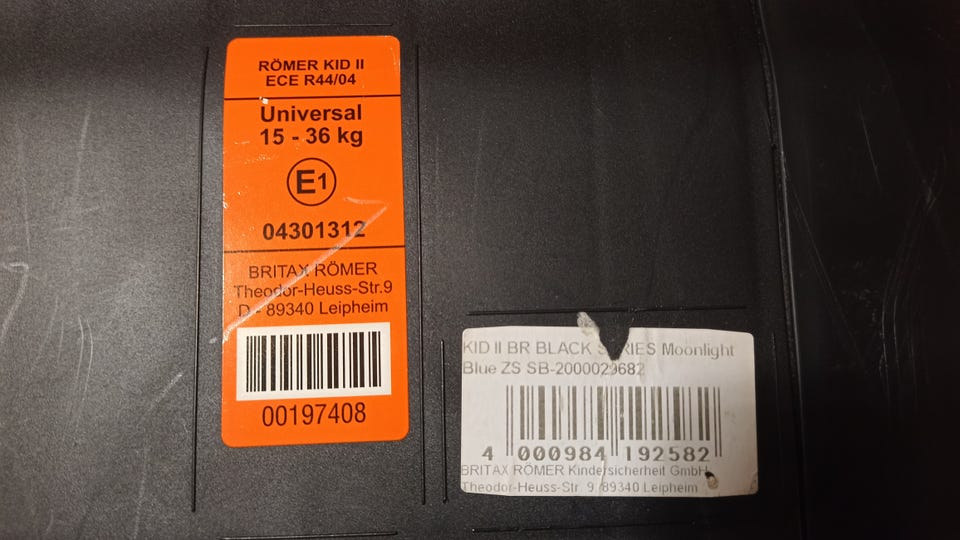 RÖMER KID II
ECE R44/04
Universal
15 - 36 kg
E1
04301312
BRITAX RÖMER
Theodor-Heuss-Str.9
D - 89340 Leipheim
00197408
KID II BR BLACK Moonlight
Blue ZS SB-2000029682
4 000984 192582
BRITAX RÖMER Kindersicherheit GmbH
Theodor-Heuss-Str. 9 89340 Leipheim